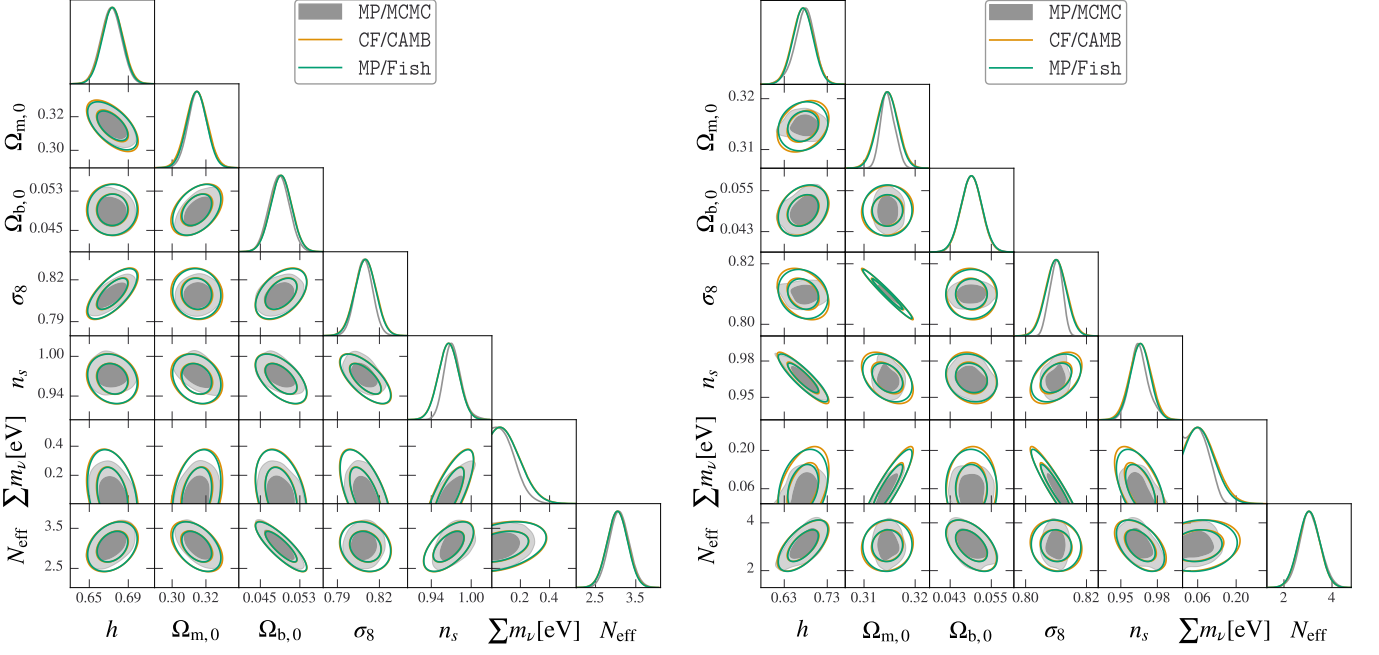 MP/MCMC
CF/CAMB
MP/Fish
Ωm,0
0.32
0.30
Ωb,0
0.053
0.045
σ8
0.82
0.79
ns
1.00
0.94
∑mν[eV]
0.4
0.2
Neff
3.5
2.5
0.65 0.69 0.30 0.32 0.045 0.053 0.79 0.82 0.94 1.00 0.2 0.4 2.5 3.5
h Ωm,0 Ωb,0 σ8 ns ∑mν[eV] Neff
MP/MCMC
CF/CAMB
MP/Fish
Ωm,0
0.32
0.31
Ωb,0
0.055
0.043
σ8
0.82
0.80
ns
0.98
0.95
∑mν[eV]
0.20
0.06
Neff
4
2
0.63 0.73 0.31 0.32 0.043 0.055 0.80 0.82 0.95 0.98 0.06 0.20 2 4
h Ωm,0 Ωb,0 σ8 ns ∑mν[eV] Neff